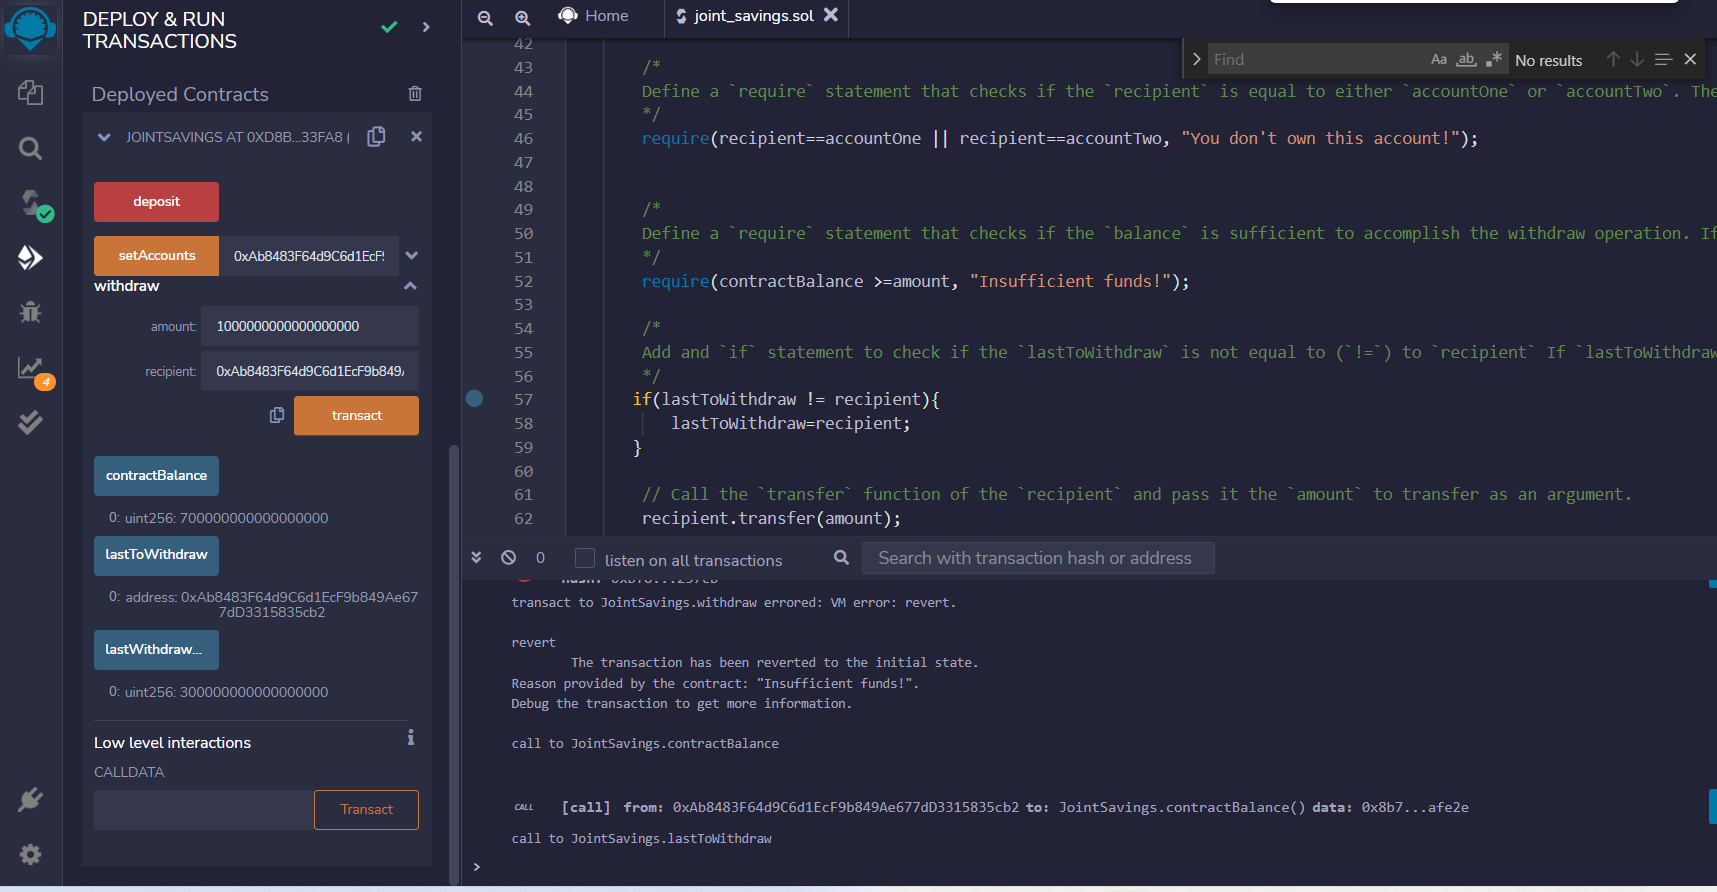 DEPLOY & RUN
TRANSACTIONS
Deployed Contracts
JOINTSAVINGS AT 0XD8B...33FA8 (
deposit
setAccounts
0xAb8483F64d9C6d1EcF
withdraw
amount:
1000000000000000000
recipient:
0xAb8483F64d9C6d1EcF9b849
transact
contractBalance
0: uint256: 700000000000000000
lastToWithdraw
0: address: 0xAb8483F64d9C6d1EcF9b849Ae67
7dD3315835cb2
lastWithdraw...
0: uint256: 300000000000000000
Low level interactions
i
CALLDATA
Transact
4
Home
joint_savings.sol
Find
Aa
ab
.*
No results
42
43 /*
44 Define a `require` statement that checks if the `recipient` is equal to either `accountOne` or `accountTwo`. The
45 */
46 require(recipient==accountOne || recipient==accountTwo, "You don't own this account!");
47
48
49 /*
50 Define a `require` statement that checks if the `balance` is sufficient to accomplish the withdraw operation. If
51 */
52 require(contractBalance >=amount, "Insufficient funds!");
53
54 /*
55 Add and `if` statement to check if the `lastToWithdraw` is not equal to (`!=`) to `recipient` If `lastToWithdraw
56 */
57 if(lastToWithdraw != recipient){
58 lastToWithdraw=recipient;
59 }
60
61 // Call the `transfer` function of the `recipient` and pass it the `amount` to transfer as an argument.
62 recipient.transfer(amount);
0
listen on all transactions
Search with transaction hash or address
transact to JointSavings.withdraw errored: VM error: revert.
revert
The transaction has been reverted to the initial state.
Reason provided by the contract: "Insufficient funds!".
Debug the transaction to get more information.
call to JointSavings.contractBalance
CALL [call] from: 0xAb8483F64d9C6d1EcF9b849Ae677dD3315835cb2 to: JointSavings.contractBalance() data: 0x8b7...afe2e
call to JointSavings.lastToWithdraw
>